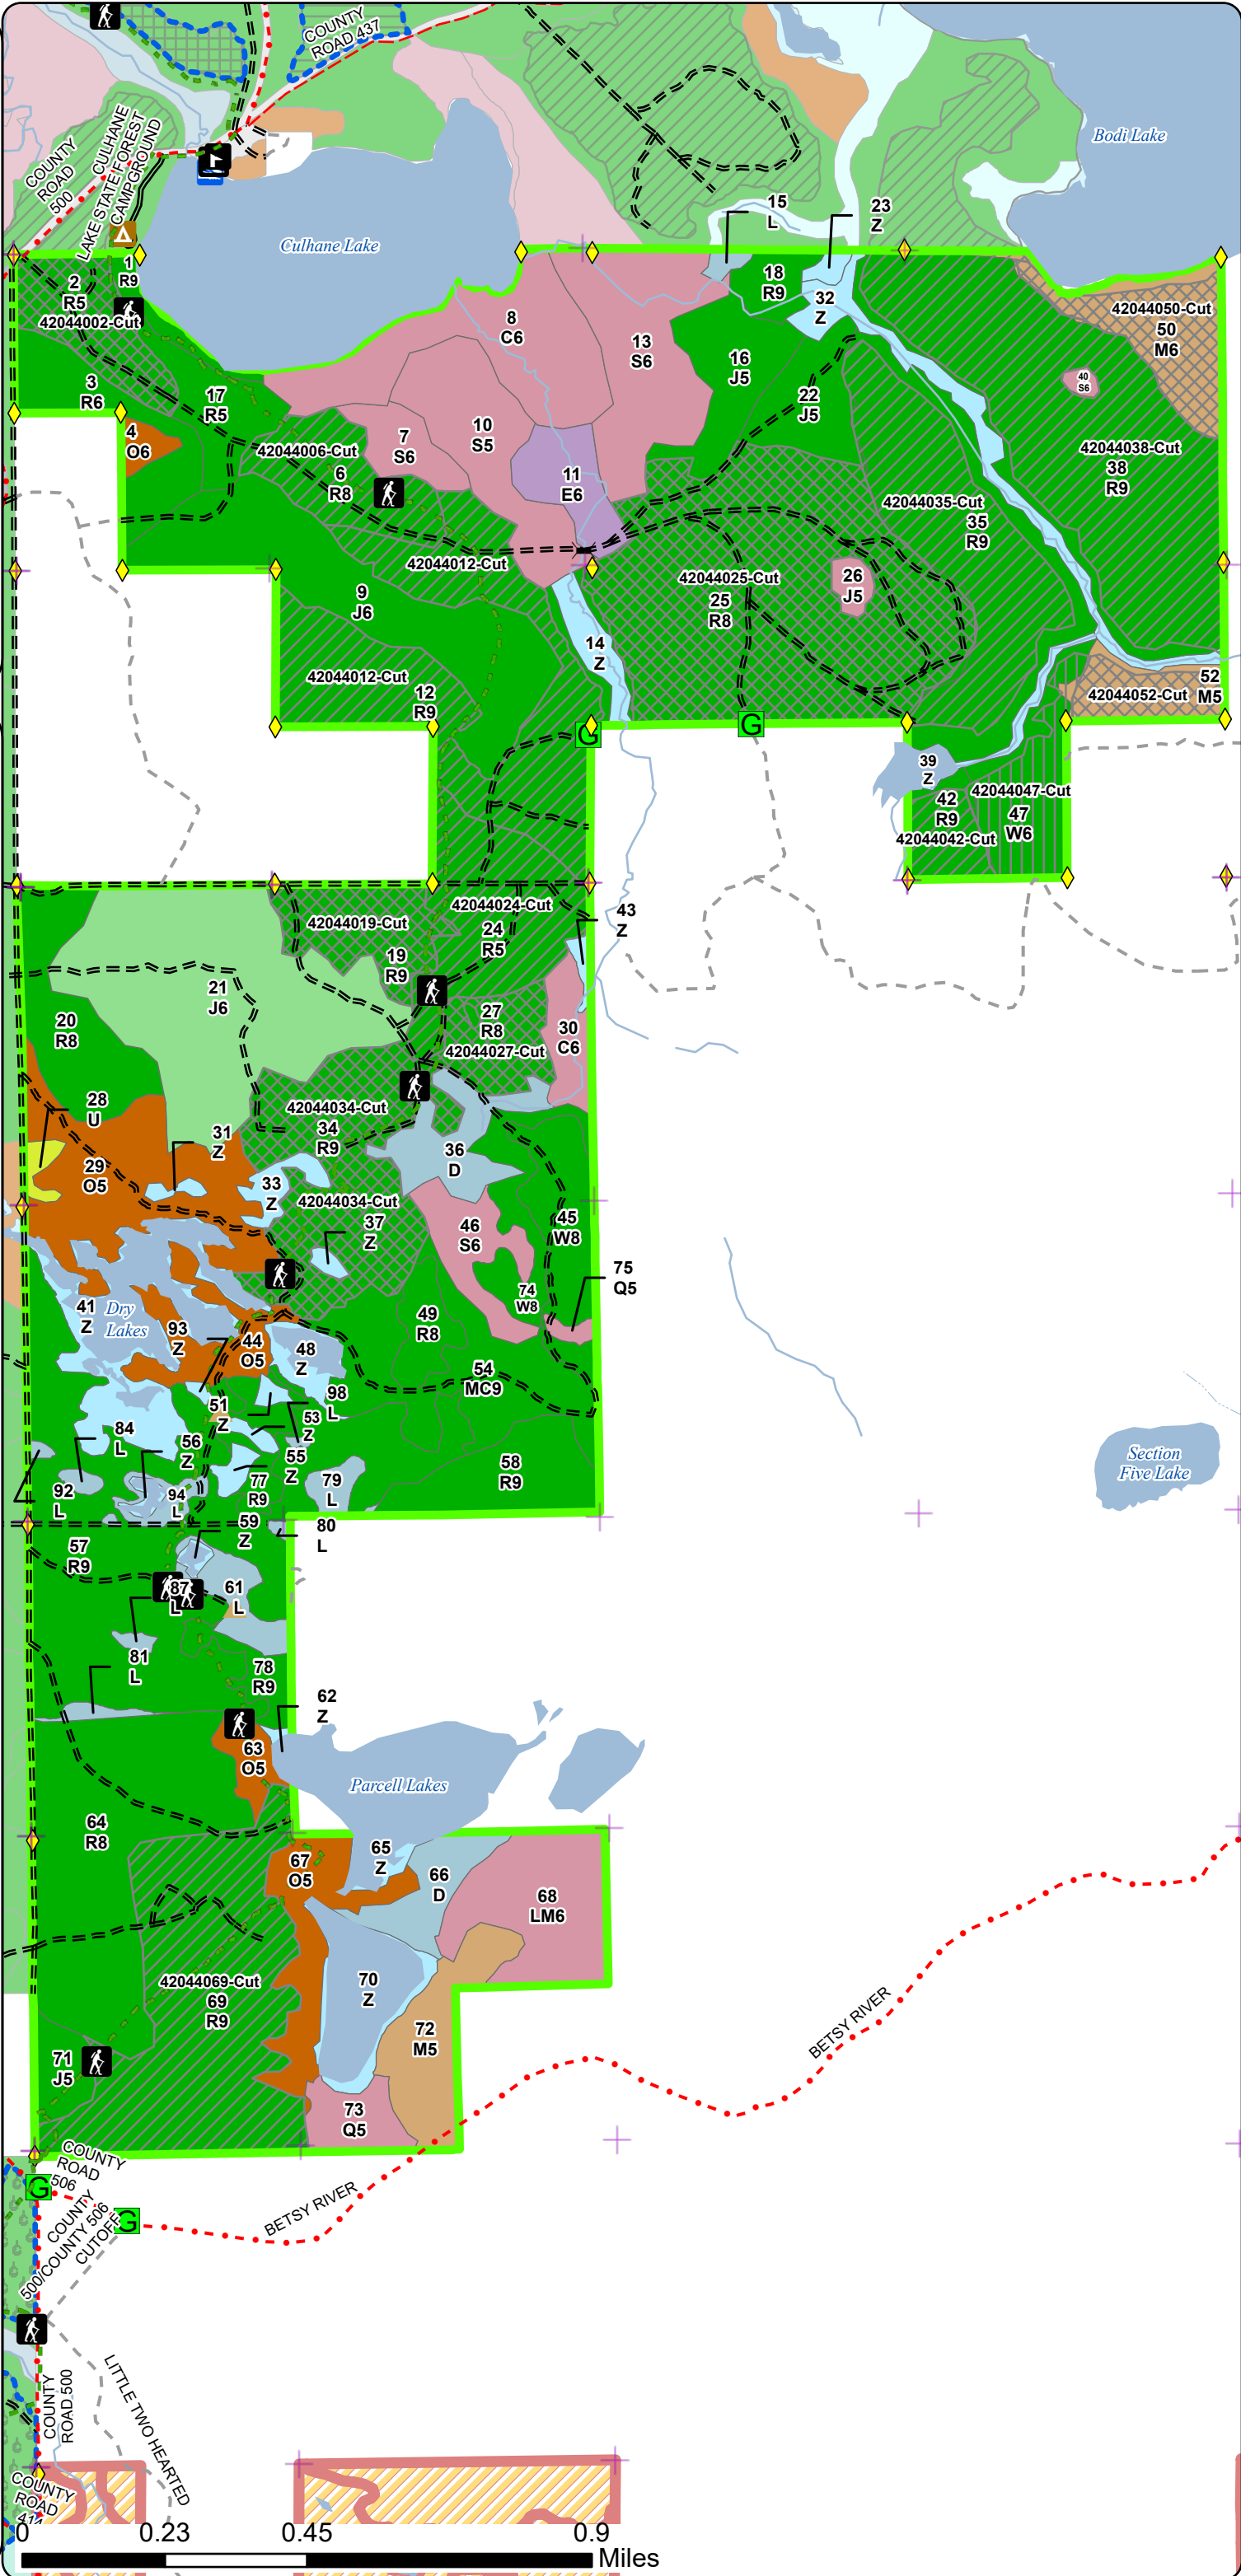 COUNTY
ROAD 437
Bodi Lake
COUNTY
ROAD
500
CULHANE
LAKE STATE FOREST
CAMPGROUND
Culhane Lake
15
L
23
Z
1
R9
2
R5
42044002-Cut
18
R9
32
Z
42044050-Cut
50
M6
8
C6
13
S6
16
J5
40
S6
3
R6
17
R5
22
J5
4
O6
42044006-Cut
6
R8
7
S6
10
S5
11
E6
42044038-Cut
38
R9
42044035-Cut
35
R9
42044012-Cut
9
J6
42044025-Cut
25
R8
26
J5
14
Z
42044012-Cut
12
R9
52
M5
42044052-Cut
G
G
39
Z
42044047-Cut
47
W6
42
R9
42044042-Cut
42044019-Cut
19
R9
42044024-Cut
24
R5
43
Z
21
J6
20
R8
27
R8
42044027-Cut
30
C6
28
U
42044034-Cut
34
R9
31
Z
29
O5
36
D
33
Z
42044034-Cut
37
Z
46
S6
45
W8
75
Q5
74
W8
41
Z
Dry
Lakes
93
Z
44
O5
48
Z
49
R8
54
MC9
51
Z
98
L
53
Z
84
L
56
Z
55
Z
58
R9
77
R9
79
L
92
L
94
L
59
Z
80
L
Section
Five Lake
57
R9
87
L
61
L
81
L
78
R9
62
Z
63
O5
Parcell Lakes
64
R8
67
O5
65
Z
66
D
68
LM6
42044069-Cut
69
R9
70
Z
72
M5
71
J5
73
Q5
BETSY RIVER
COUNTY
ROAD
506
G
G
COUNTY
500/COUNTY 506
CUTOFF
BETSY RIVER
COUNTY
ROAD 500
LITTLE TWO HEARTED
COUNTY
ROAD
414
0
0.23
0.45
0.9
Miles